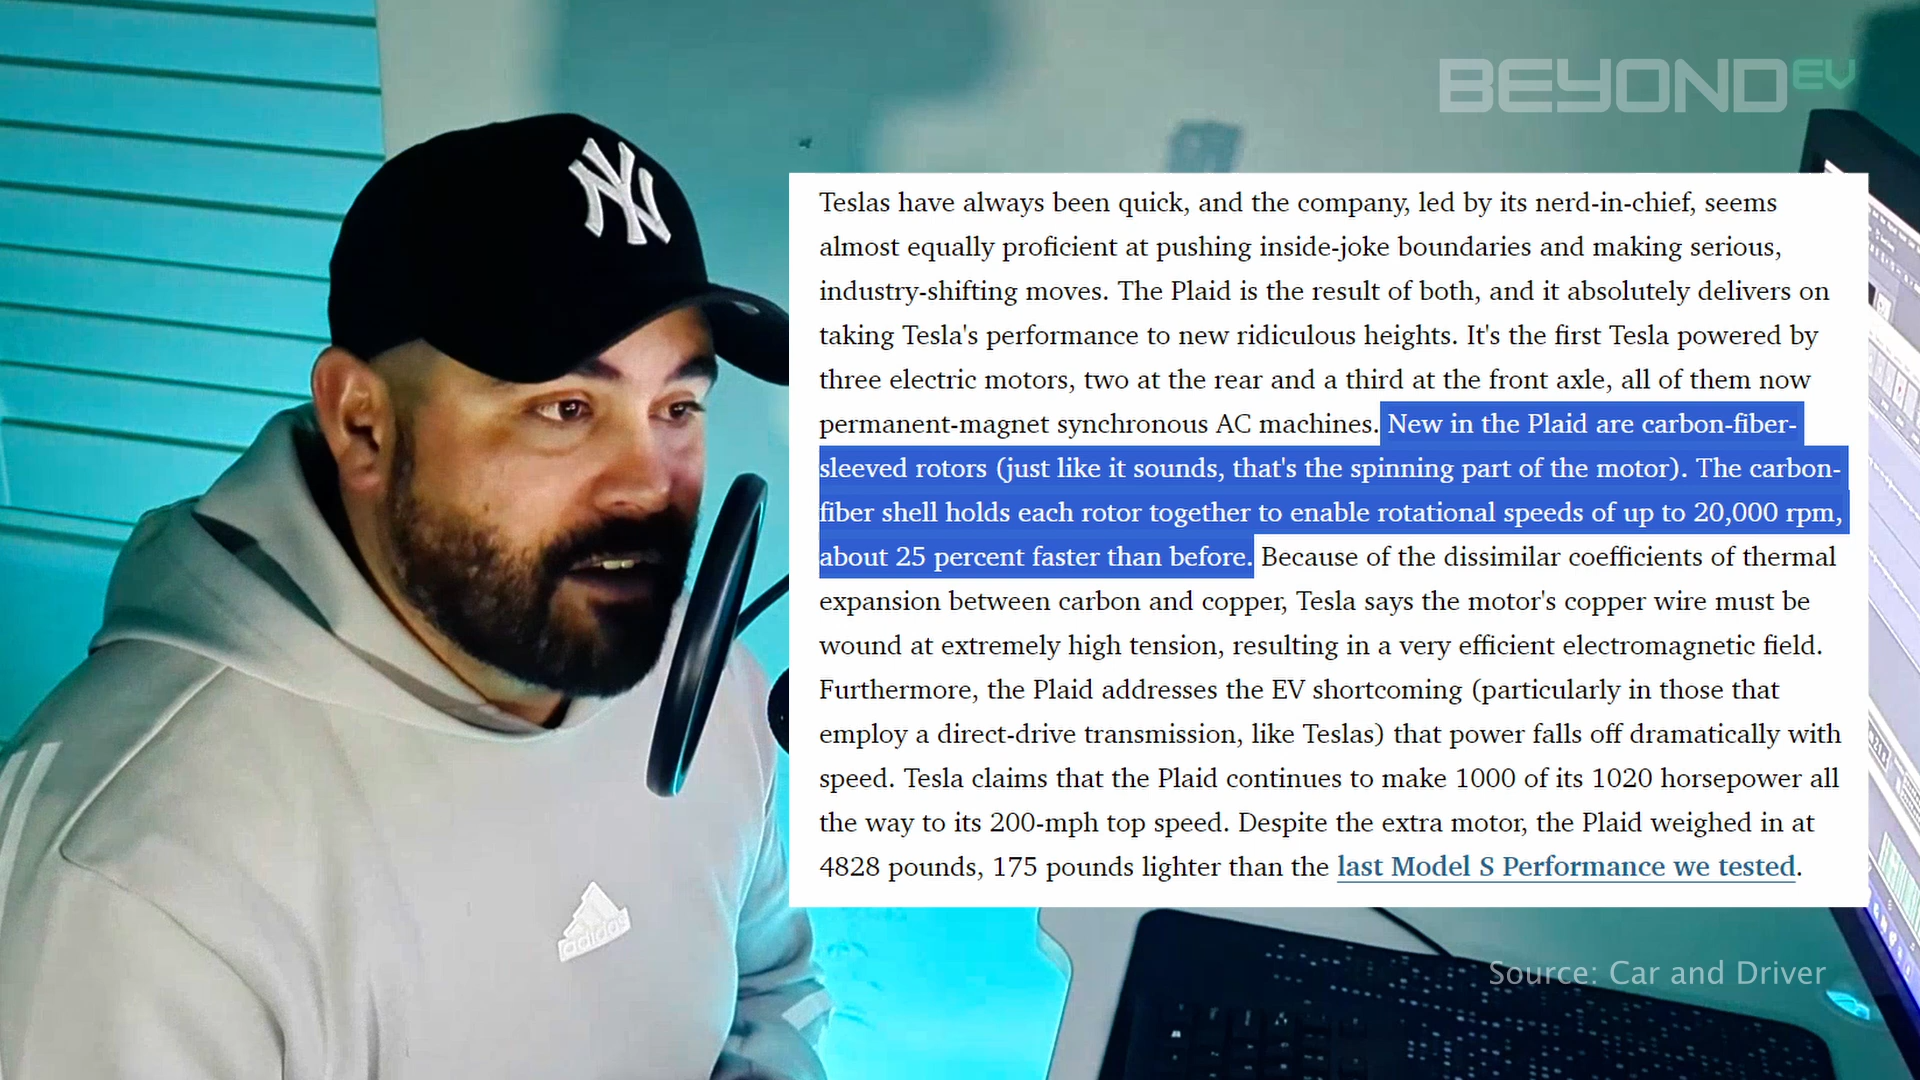 BEYOND EV
NY
Teslas have always been quick, and the company, led by its nerd-in-chief, seems
almost equally proficient at pushing inside-joke boundaries and making serious,
industry-shifting moves. The Plaid is the result of both, and it absolutely delivers on
taking Tesla's performance to new ridiculous heights. It's the first Tesla powered by
three electric motors, two at the rear and a third at the front axle, all of them now
permanent-magnet synchronous AC machines. New in the Plaid are carbon-fiber-
sleeved rotors (just like it sounds, that's the spinning part of the motor). The carbon-
fiber shell holds each rotor together to enable rotational speeds of up to 20,000 rpm,
about 25 percent faster than before. Because of the dissimilar coefficients of thermal
expansion between carbon and copper, Tesla says the motor's copper wire must be
wound at extremely high tension, resulting in a very efficient electromagnetic field.
Furthermore, the Plaid addresses the EV shortcoming (particularly in those that
employ a direct-drive transmission, like Teslas) that power falls off dramatically with
speed. Tesla claims that the Plaid continues to make 1000 of its 1020 horsepower all
the way to its 200-mph top speed. Despite the extra motor, the Plaid weighed in at
4828 pounds, 175 pounds lighter than the last Model S Performance we tested.
adidas
Source: Car and Driver